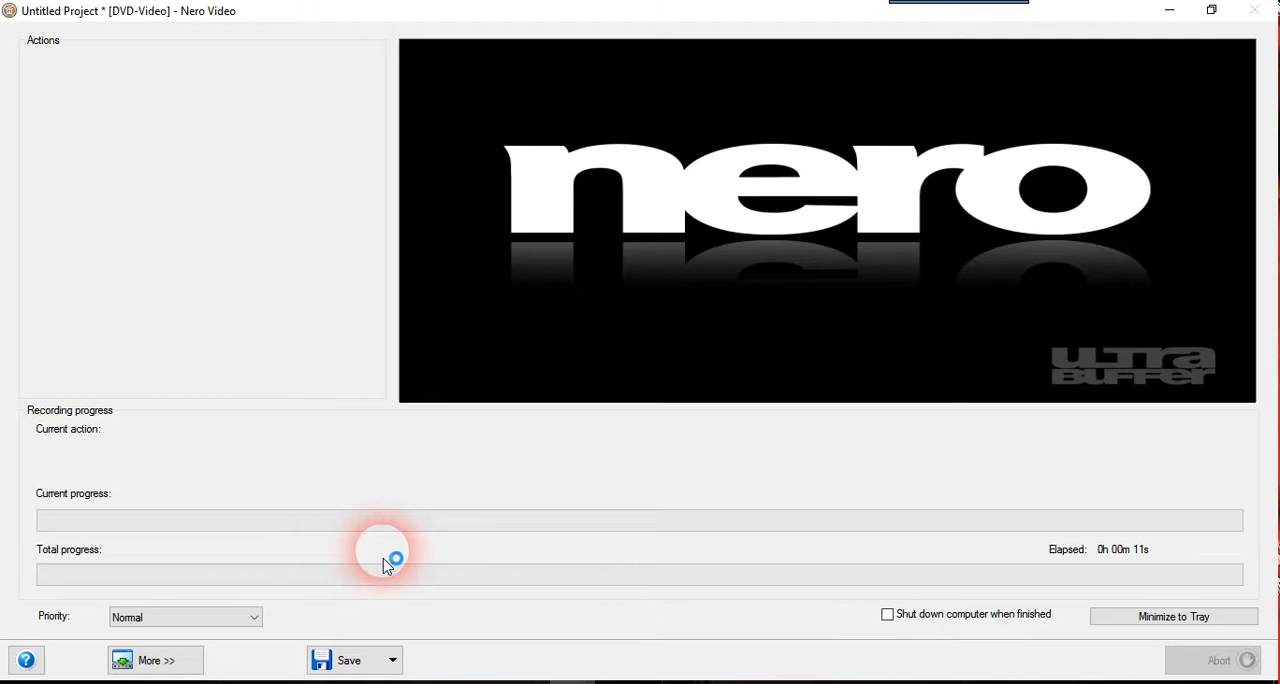 Untitled Project * [DVD-Video] - Nero Video
Actions
nero
ULTRA
BUFFER
Recording progress
Current action:
Current progress:
Total progress:
Elapsed: 0h 00m 11s
Priority: Normal
Shut down computer when finished
Minimize to Tray
? More >> Save Abort